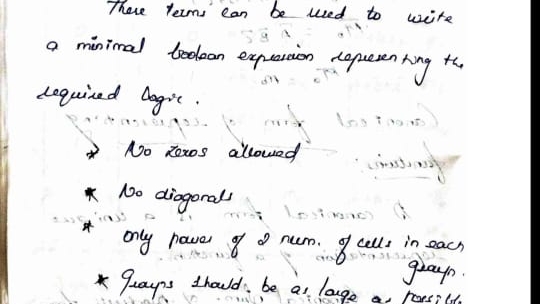 These terms can be used to write
a minimal boolean expression representing the
required logic.
* No zeros allowed
* No diagonals
* only power of 2 num. of cells in each
group.
* Groups should be as large as possible